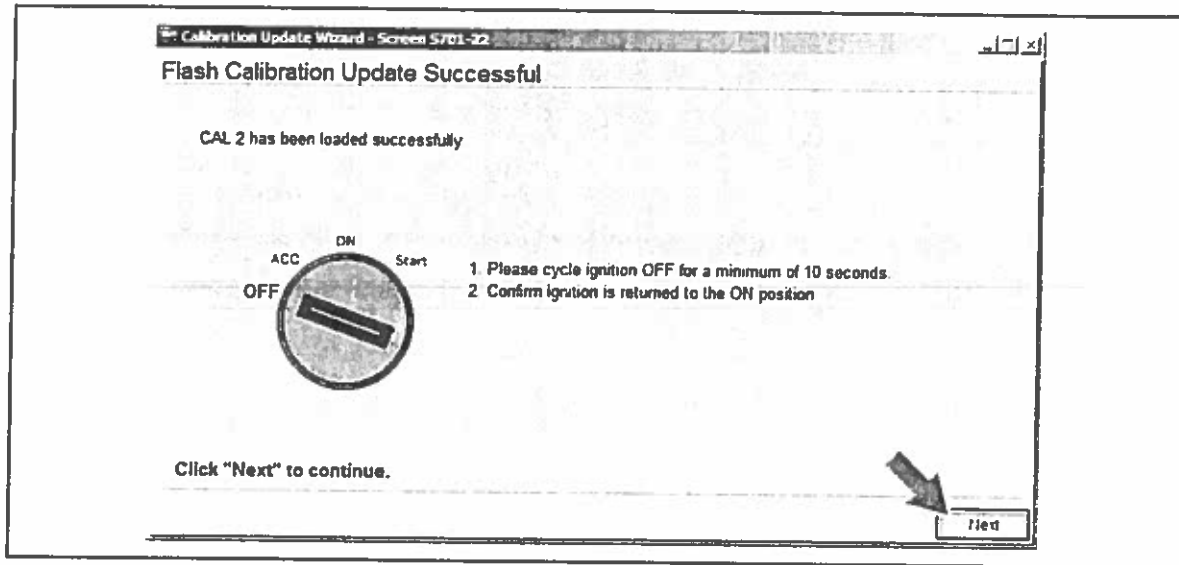 Calibration Update Wizard - Screen S701-22
Flash Calibration Update Successful
CAL 2 has been loaded successfully
ON
ACC
Start
OFF
1. Please cycle ignition OFF for a minimum of 10 seconds.
2 Confirm ignition is returned to the ON position
Click "Next" to continue.
Next